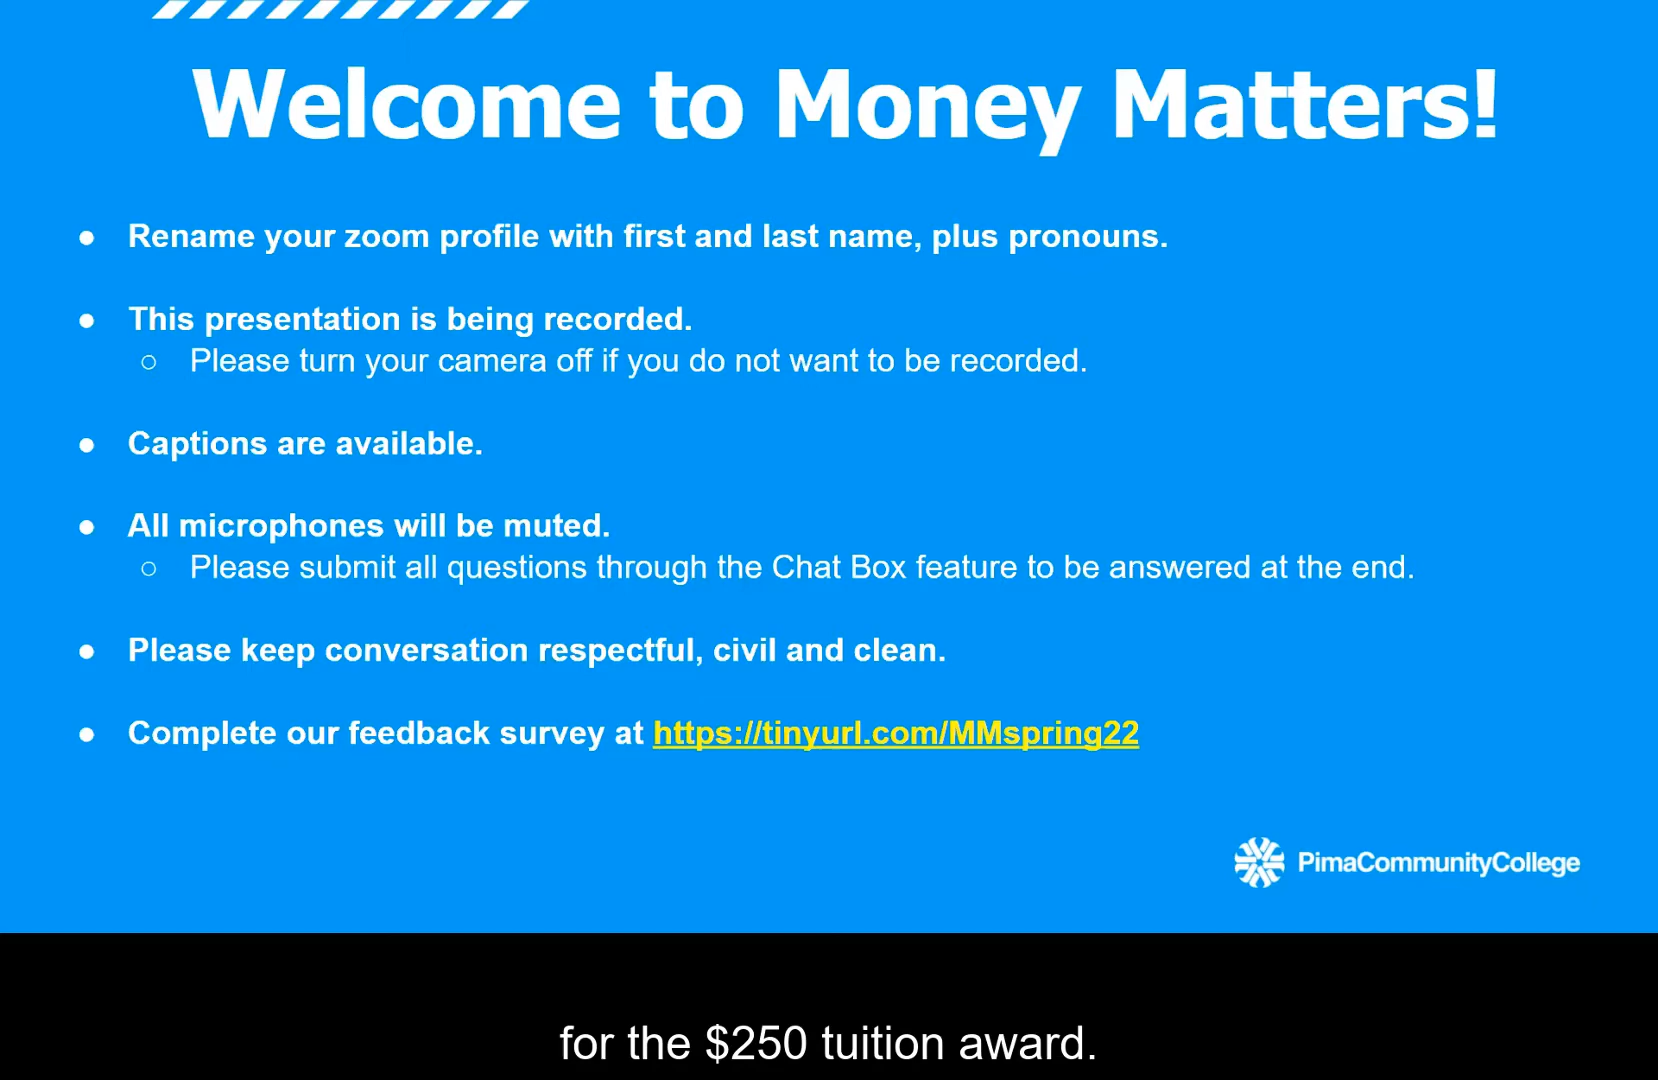 Welcome to Money Matters!
● Rename your zoom profile with first and last name, plus pronouns.
● This presentation is being recorded.
○ Please turn your camera off if you do not want to be recorded.
● Captions are available.
● All microphones will be muted.
○ Please submit all questions through the Chat Box feature to be answered at the end.
● Please keep conversation respectful, civil and clean.
● Complete our feedback survey at https://tinyurl.com/MMspring22
PimaCommunityCollege
for the $250 tuition award.